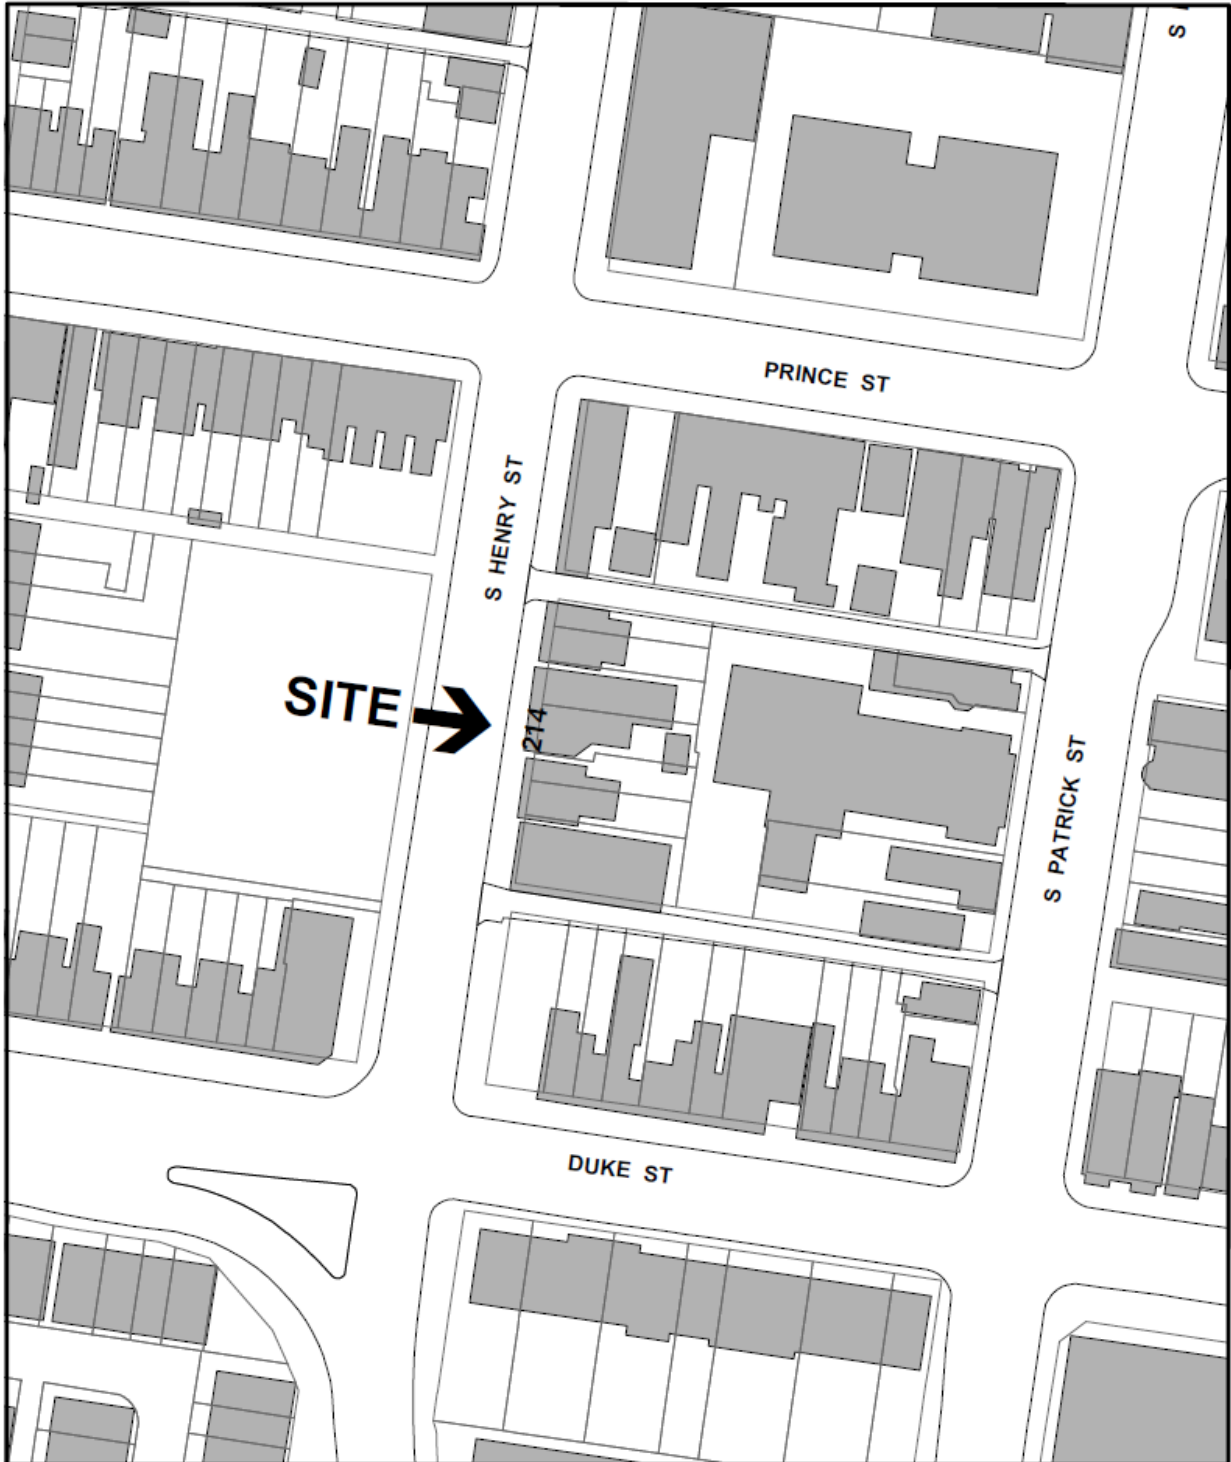 PRINCE ST
S HENRY ST
SITE
214
S PATRICK ST
DUKE ST